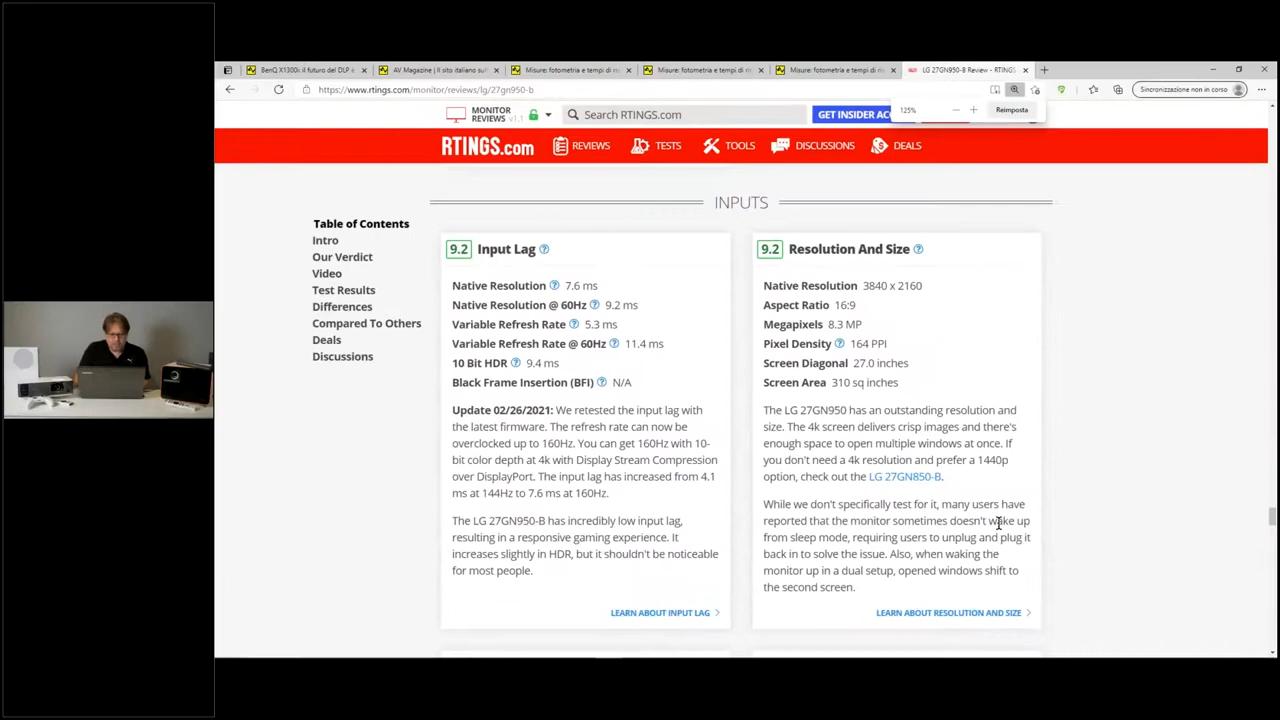 BenQ X1300i: il futuro del DLP è
AV Magazine | Il sito italiano sull'
Misure: fotometria e tempi di ris
Misure: fotometria e tempi di ris
Misure: fotometria e tempi di ris
LG 27GN950-B Review - RTINGS
https://www.rtings.com/monitor/reviews/lg/27gn950-b
Sincronizzazione non in corso
125%
Reimposta
MONITOR
REVIEWS v1.1
Search RTINGS.com
GET INSIDER ACC
RTINGS.com
REVIEWS
TESTS
TOOLS
DISCUSSIONS
DEALS
INPUTS
Table of Contents
Intro
Our Verdict
Video
Test Results
Differences
Compared To Others
Deals
Discussions
9.2 Input Lag
Native Resolution 7.6 ms
Native Resolution @ 60Hz 9.2 ms
Variable Refresh Rate 5.3 ms
Variable Refresh Rate @ 60Hz 11.4 ms
10 Bit HDR 9.4 ms
Black Frame Insertion (BFI) N/A
Update 02/26/2021: We retested the input lag with
the latest firmware. The refresh rate can now be
overclocked up to 160Hz. You can get 160Hz with 10-
bit color depth at 4k with Display Stream Compression
over DisplayPort. The input lag has increased from 4.1
ms at 144Hz to 7.6 ms at 160Hz.
The LG 27GN950-B has incredibly low input lag,
resulting in a responsive gaming experience. It
increases slightly in HDR, but it shouldn't be noticeable
for most people.
LEARN ABOUT INPUT LAG
9.2 Resolution And Size
Native Resolution 3840 x 2160
Aspect Ratio 16:9
Megapixels 8.3 MP
Pixel Density 164 PPI
Screen Diagonal 27.0 inches
Screen Area 310 sq inches
The LG 27GN950 has an outstanding resolution and
size. The 4k screen delivers crisp images and there's
enough space to open multiple windows at once. If
you don't need a 4k resolution and prefer a 1440p
option, check out the LG 27GN850-B.
While we don't specifically test for it, many users have
reported that the monitor sometimes doesn't wake up
from sleep mode, requiring users to unplug and plug it
back in to solve the issue. Also, when waking the
monitor up in a dual setup, opened windows shift to
the second screen.
LEARN ABOUT RESOLUTION AND SIZE